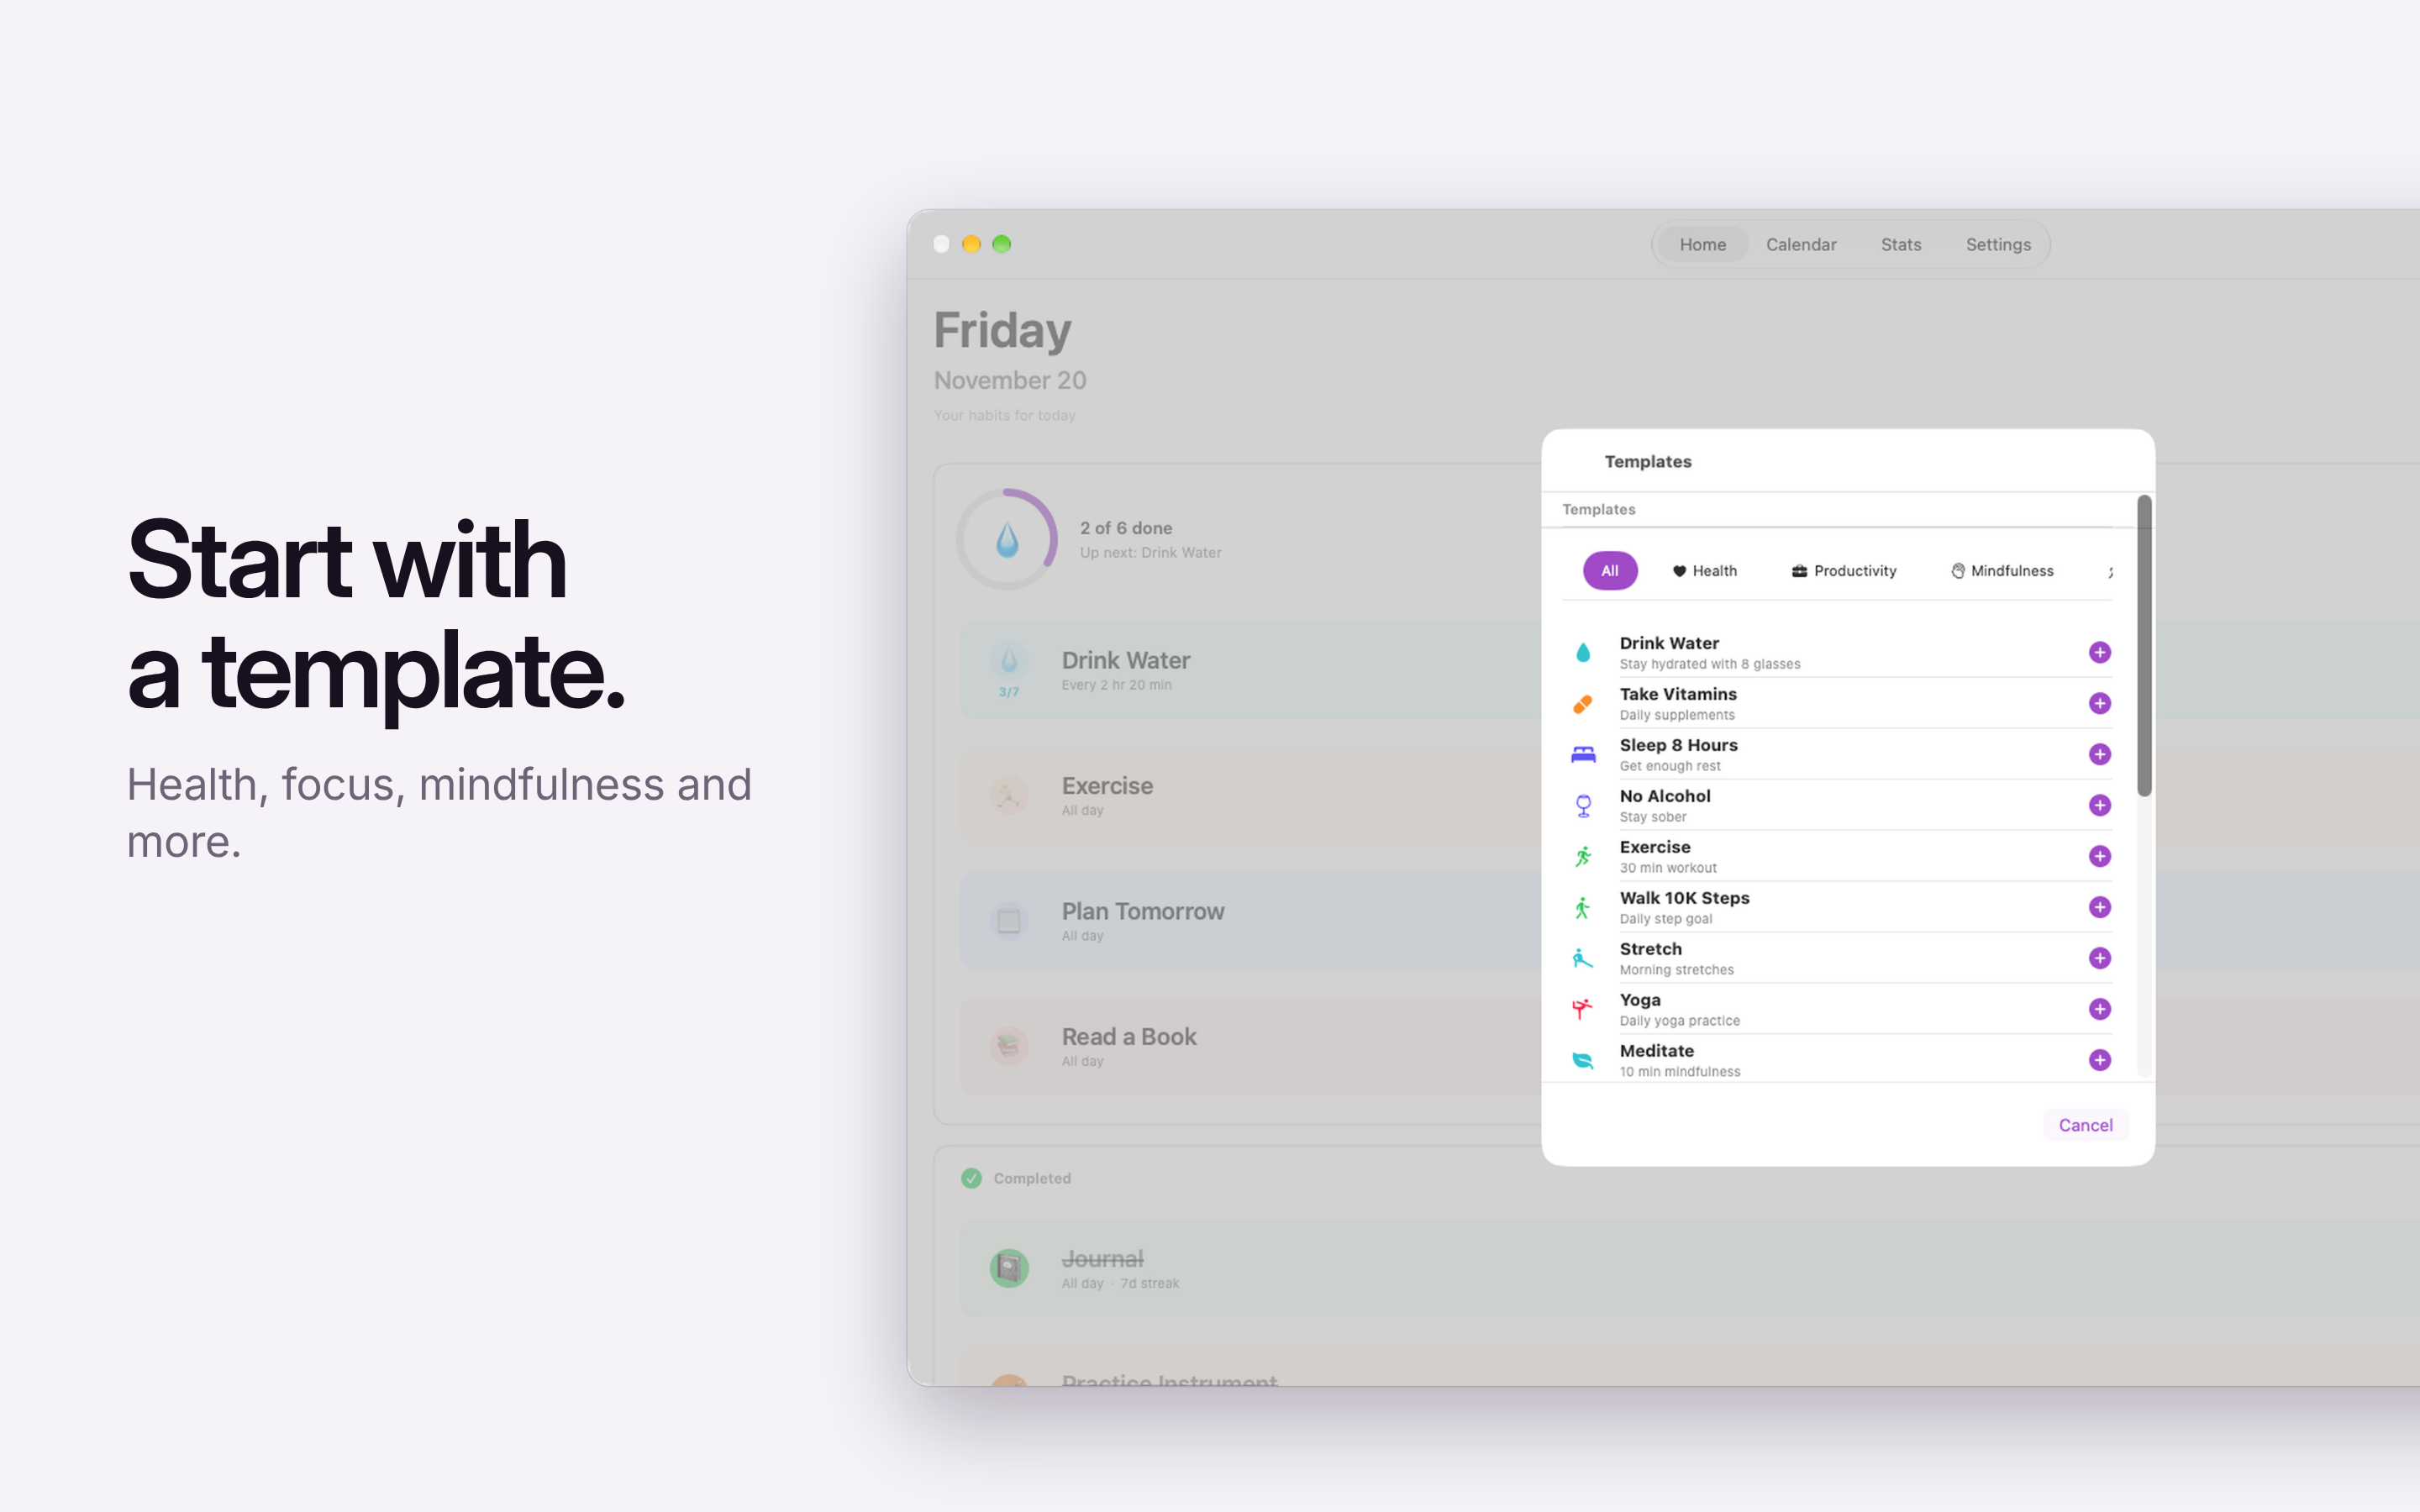 Start with
a template.
Health, focus, mindfulness and
more.
Home Calendar Stats Settings
Friday
November 20
Your habits for today
2 of 6 done
Up next: Drink Water
Drink Water
Every 2 hr 20 min
3/7
Exercise
All day
Plan Tomorrow
All day
Read a Book
All day
Completed
Journal
All day · 7d streak
Practice Instrument
Templates
Templates
All Health Productivity Mindfulness
Drink Water
Stay hydrated with 8 glasses
Take Vitamins
Daily supplements
Sleep 8 Hours
Get enough rest
No Alcohol
Stay sober
Exercise
30 min workout
Walk 10K Steps
Daily step goal
Stretch
Morning stretches
Yoga
Daily yoga practice
Meditate
10 min mindfulness
Cancel